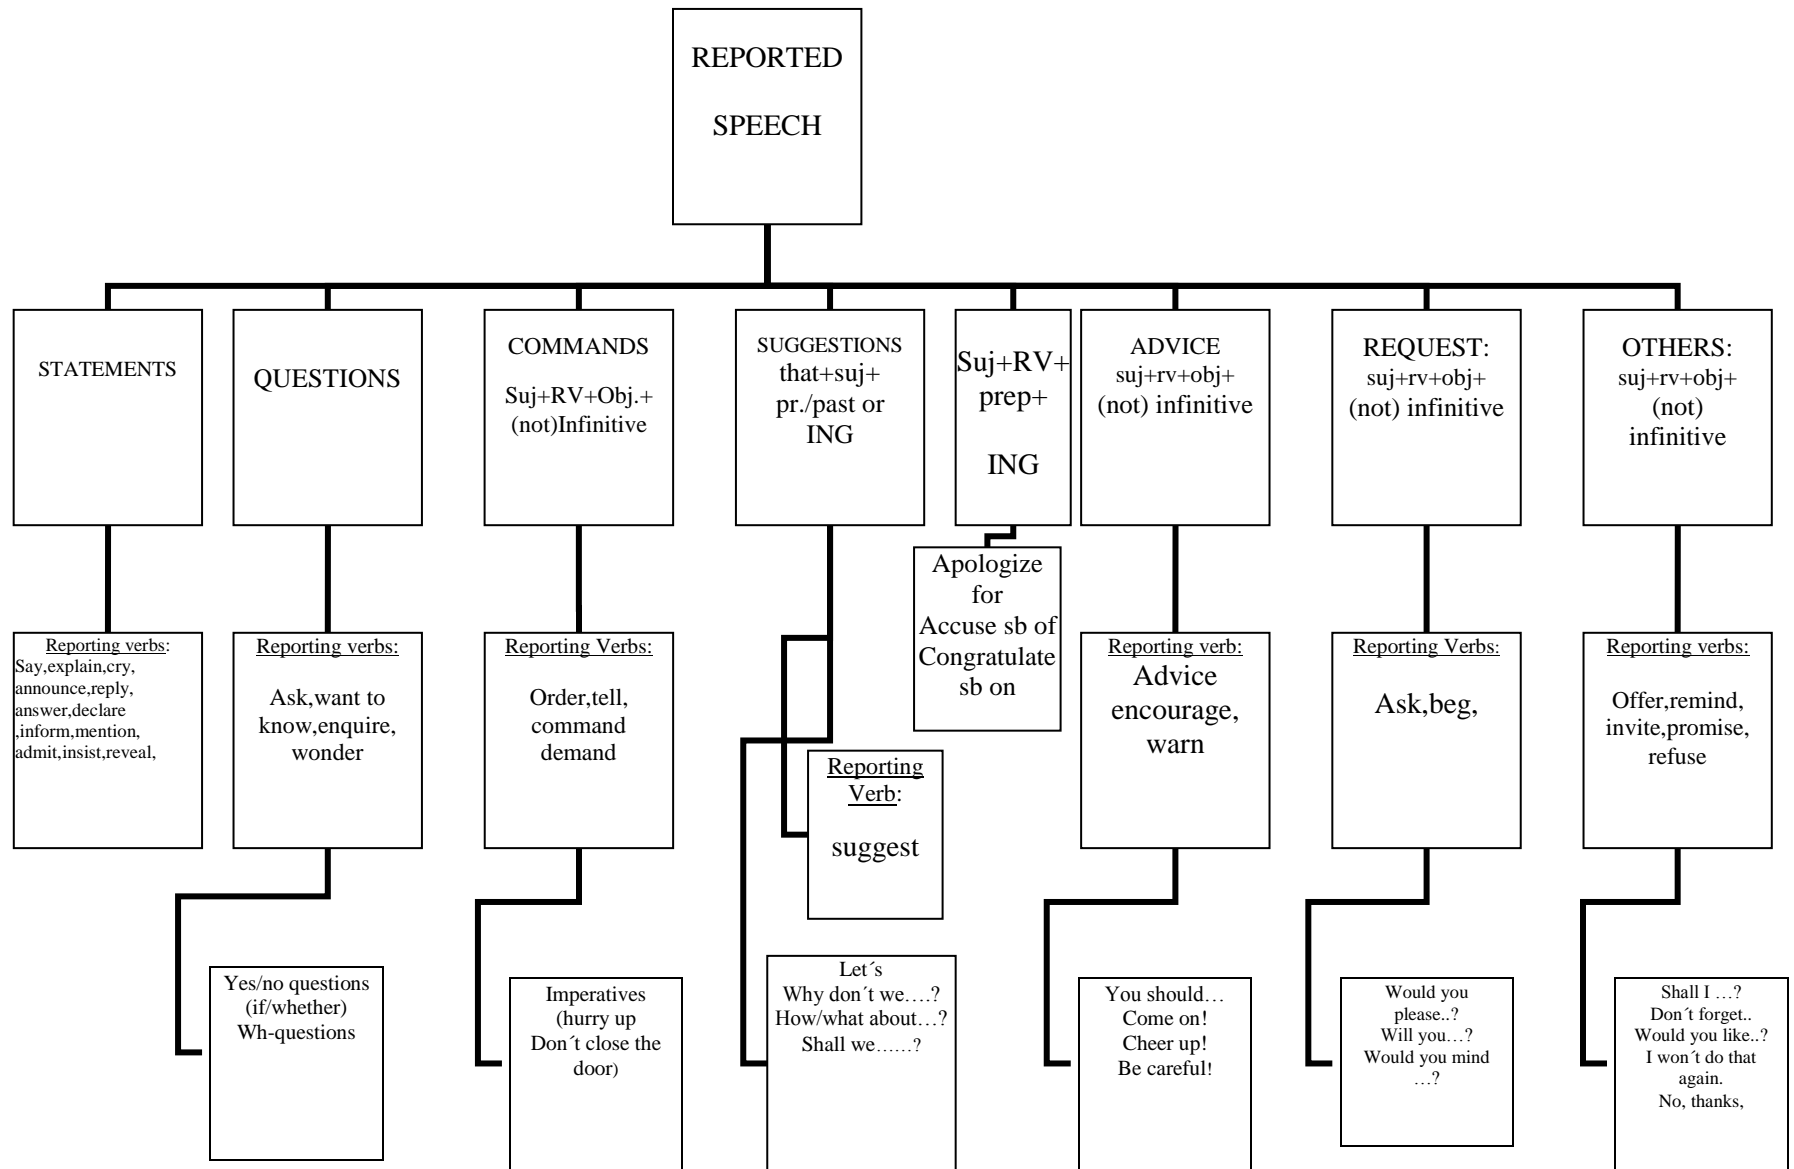 REPORTED
SPEECH
STATEMENTS
QUESTIONS
COMMANDS
Suj+RV+Obj.+
(not)Infinitive
SUGGESTIONS
that+suj+
pr./past or
ING
Suj+RV+
prep+
ING
ADVICE
suj+rv+obj+
(not) infinitive
REQUEST:
suj+rv+obj+
(not) infinitive
OTHERS:
suj+rv+obj+
(not)
infinitive
Reporting verbs:
Say,explain,cry,
announce,reply,
answer,declare
,inform,mention,
admit,insist,reveal,
Reporting verbs:
Ask,want to
know,enquire,
wonder
Reporting Verbs:
Order,tell,
command
demand
Reporting
Verb:
suggest
Apologize
for
Accuse sb of
Congratulate
sb on
Reporting verb:
Advice
encourage,
warn
Reporting Verbs:
Ask,beg,
Reporting verbs:
Offer,remind,
invite,promise,
refuse
Yes/no questions
(if/whether)
Wh-questions
Imperatives
(hurry up
Don´t close the
door)
Let´s
Why don´t we….?
How/what about…?
Shall we……?
You should…
Come on!
Cheer up!
Be careful!
Would you
please..?
Will you…?
Would you mind
…?
Shall I …?
Don´t forget..
Would you like..?
I won´t do that
again.
No, thanks,